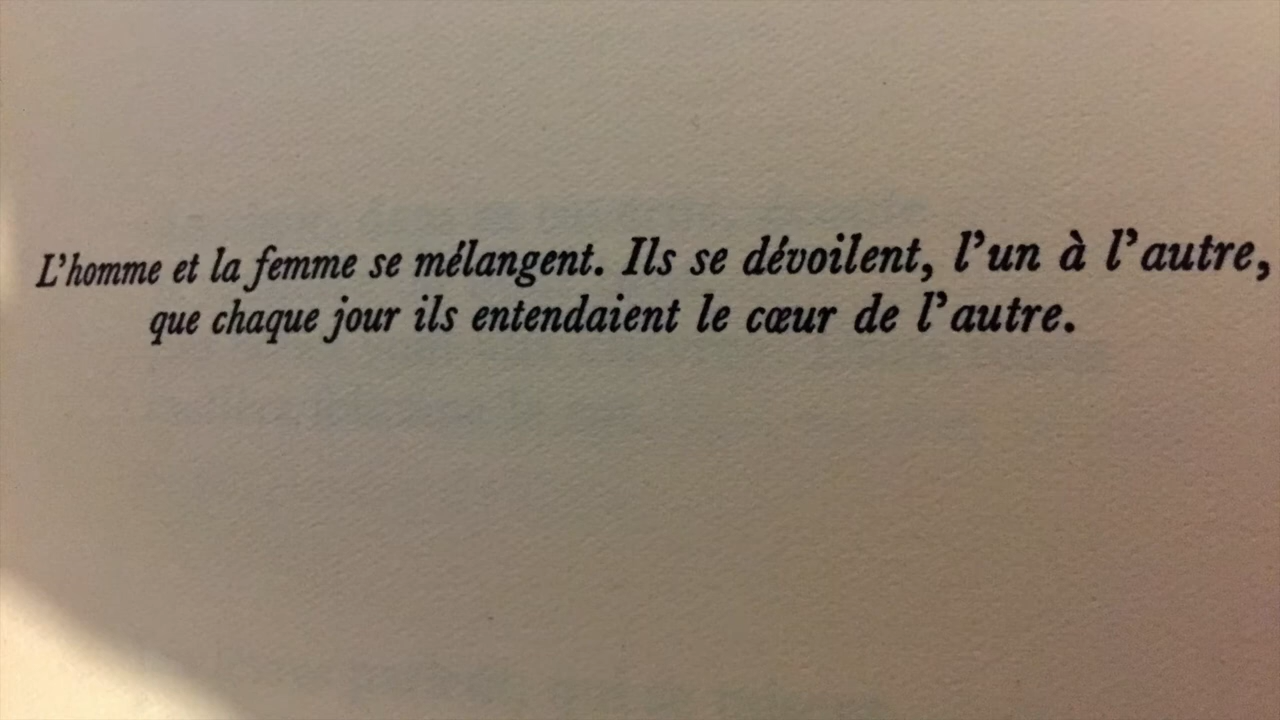 L'homme et la femme se mélangent. Ils se dévoilent, l'un à l'autre,
que chaque jour ils entendaient le cœur de l'autre.